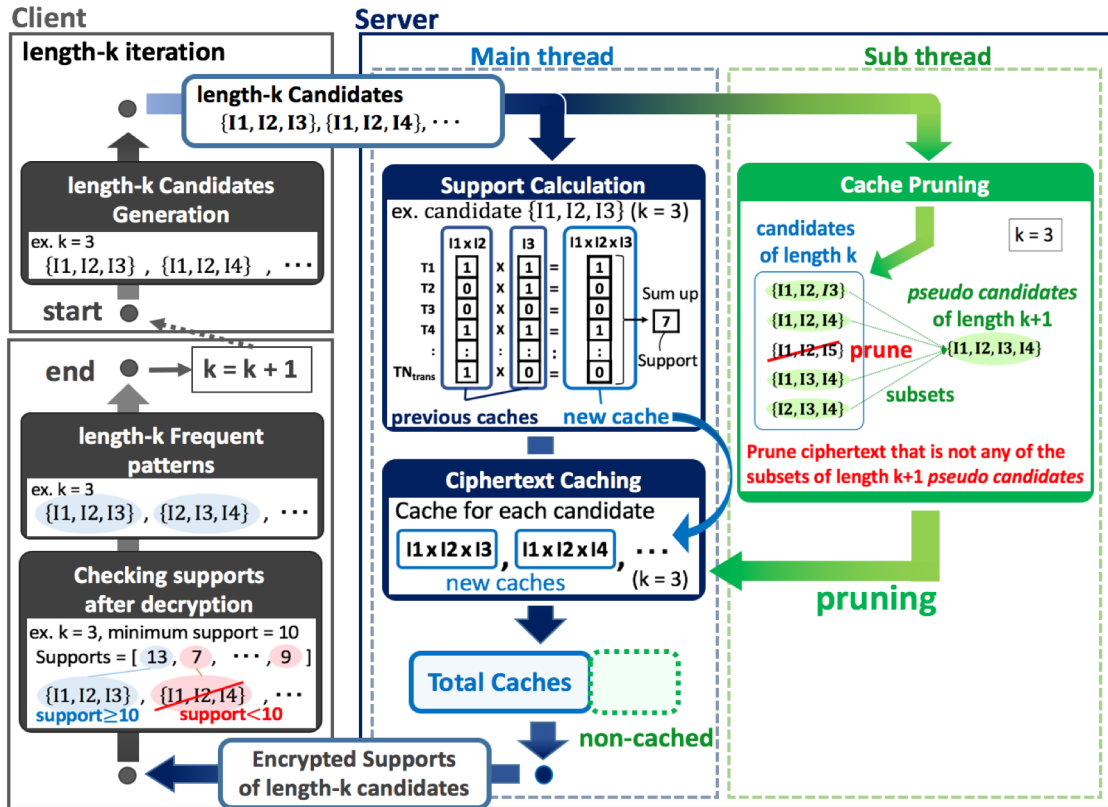 Client
length-k iteration
length-k Candidates
Generation
ex. k = 3
{I1, I2, I3} , {I1, I2, I4} , ···
start
end
k = k + 1
length-k Frequent
patterns
ex. k = 3
{I1, I2, I3} , {I2, I3, I4} , ···
Checking supports
after decryption
ex. k = 3, minimum support = 10
Supports = [ 13 , 7 , ··· , 9 ]
{I1, I2, I3} , {I1, I2, I4} , ···
support≥10 support<10
Server
Main thread
Sub thread
length-k Candidates
{I1, I2, I3}, {I1, I2, I4}, ···
Support Calculation
ex. candidate {I1, I2, I3} (k = 3)
I1 x I2 I3 I1 x I2 x I3
T1 1 X 1 = 1
T2 0 X 1 = 0
T3 0 X 0 = 0
T4 1 X 1 = 1
: : : : :
TNtrans 1 X 0 = 0
Sum up
7
Support
previous caches new cache
Ciphertext Caching
Cache for each candidate
I1 x I2 x I3 , I1 x I2 x I4 , ···
new caches (k = 3)
Total Caches
non-cached
Encrypted Supports
of length-k candidates
Cache Pruning
candidates
of length k
k = 3
{I1, I2, I3}
{I1, I2, I4}
{I1, I2, I5} prune
{I1, I3, I4}
{I2, I3, I4}
pseudo candidates
of length k+1
{I1, I2, I3, I4}
subsets
Prune ciphertext that is not any of the
subsets of length k+1 pseudo candidates
pruning